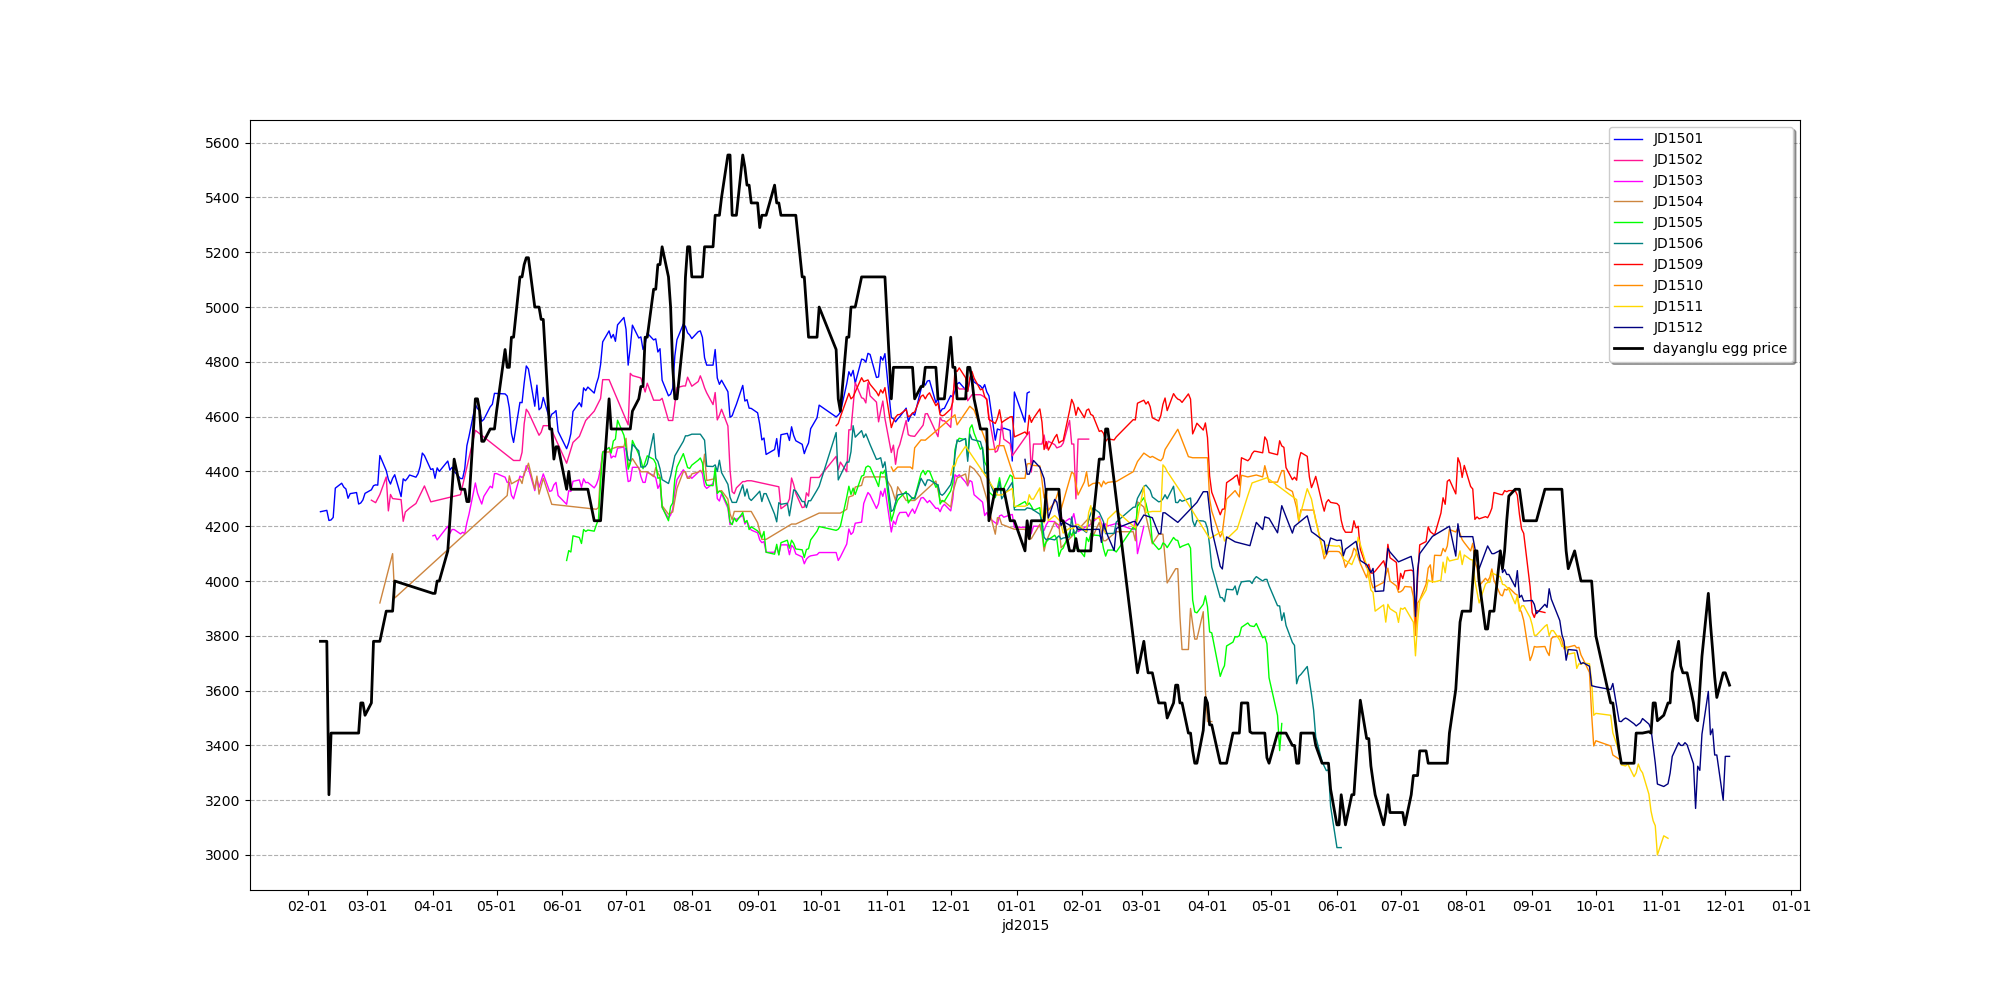 5600
5400
5200
5000
4800
4600
4400
4200
4000
3800
3600
3400
3200
3000
JD1501
JD1502
JD1503
JD1504
JD1505
JD1506
JD1509
JD1510
JD1511
JD1512
dayanglu egg price
02-01 03-01 04-01 05-01 06-01 07-01 08-01 09-01 10-01 11-01 12-01 01-01 02-01 03-01 04-01 05-01 06-01 07-01 08-01 09-01 10-01 11-01 12-01 01-01
jd2015